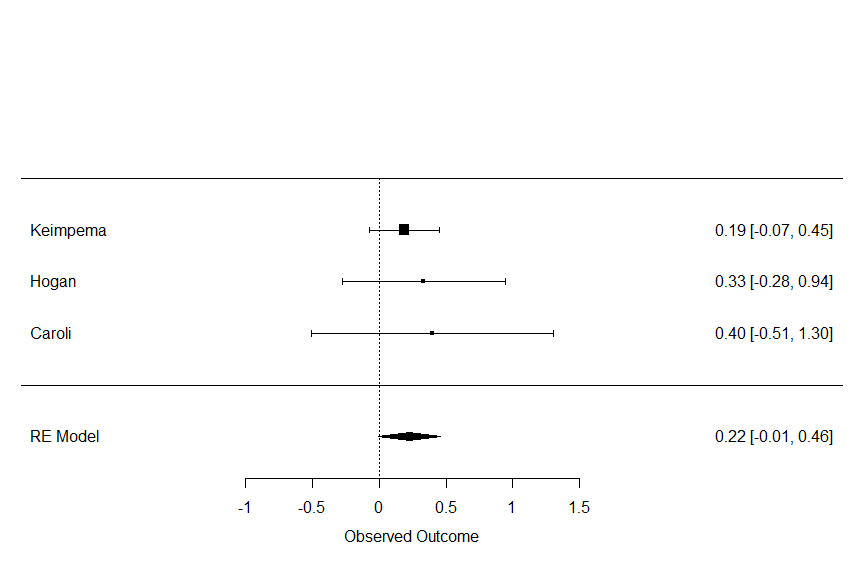 Keimpema 0.19 [-0.07, 0.45]
Hogan 0.33 [-0.28, 0.94]
Caroli 0.40 [-0.51, 1.30]
RE Model 0.22 [-0.01, 0.46]
-1 -0.5 0 0.5 1 1.5
Observed Outcome